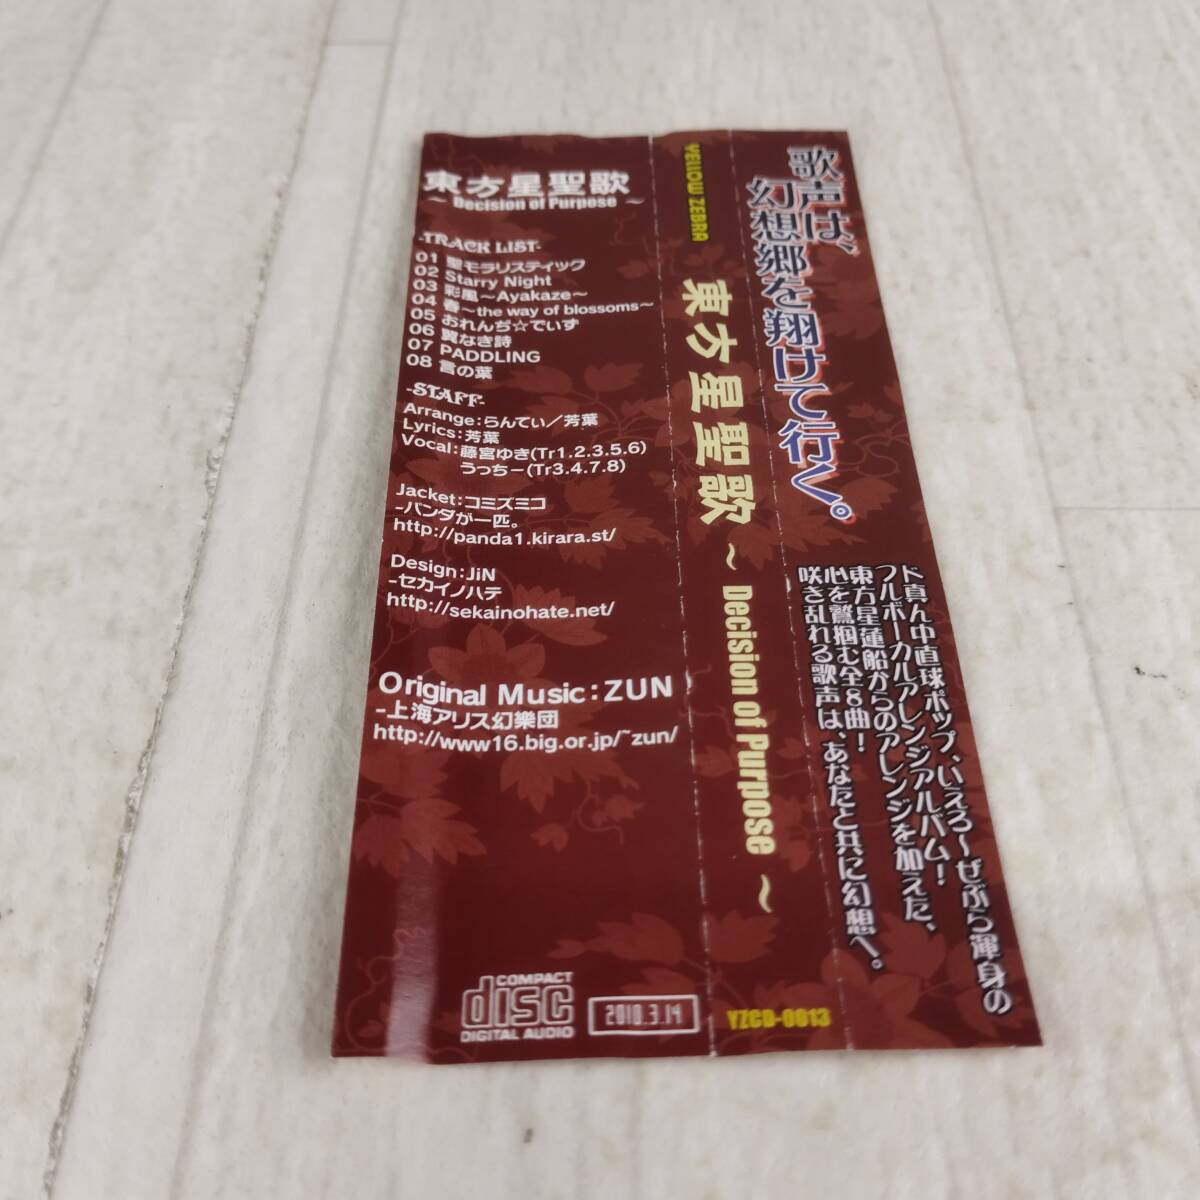 東方星聖歌
～ Decision of Purpose ～
-TRACK LIST-
01 聖モラリスティック
02 Starry Night
03 彩風～Ayakaze～
04 春～the way of blossoms～
05 おれんぢ☆でいず
06 翼なき詩
07 PADDLING
08 言の葉
-STAFF-
Arrange:らんてぃ／芳葉
Lyrics:芳葉
Vocal:藤宮ゆき(Tr1.2.3.5.6)
うっちー(Tr3.4.7.8)
Jacket:コミズミコ
-パンダが一匹。
http://panda1.kirara.st/
Design:JiN
-セカイノハテ
http://sekainohate.net/
Original Music:ZUN
-上海アリス幻樂団
http://www16.big.or.jp/~zun/
COMPACT
disc
DIGITAL AUDIO
2010.3.14
YELLOW ZEBRA
東方星聖歌 ～ Decision of Purpose ～
YZCD-0013
歌声は、
幻想郷を翔けて行く。
ド真ん中直球ポップ、いえろ～ぜぶら渾身の
フルボーカルアレンジアルバム！
東方星蓮船からのアレンジを加えた、
心を鷲掴む全8曲！
咲き乱れる歌声は、あなたと共に幻想へ。